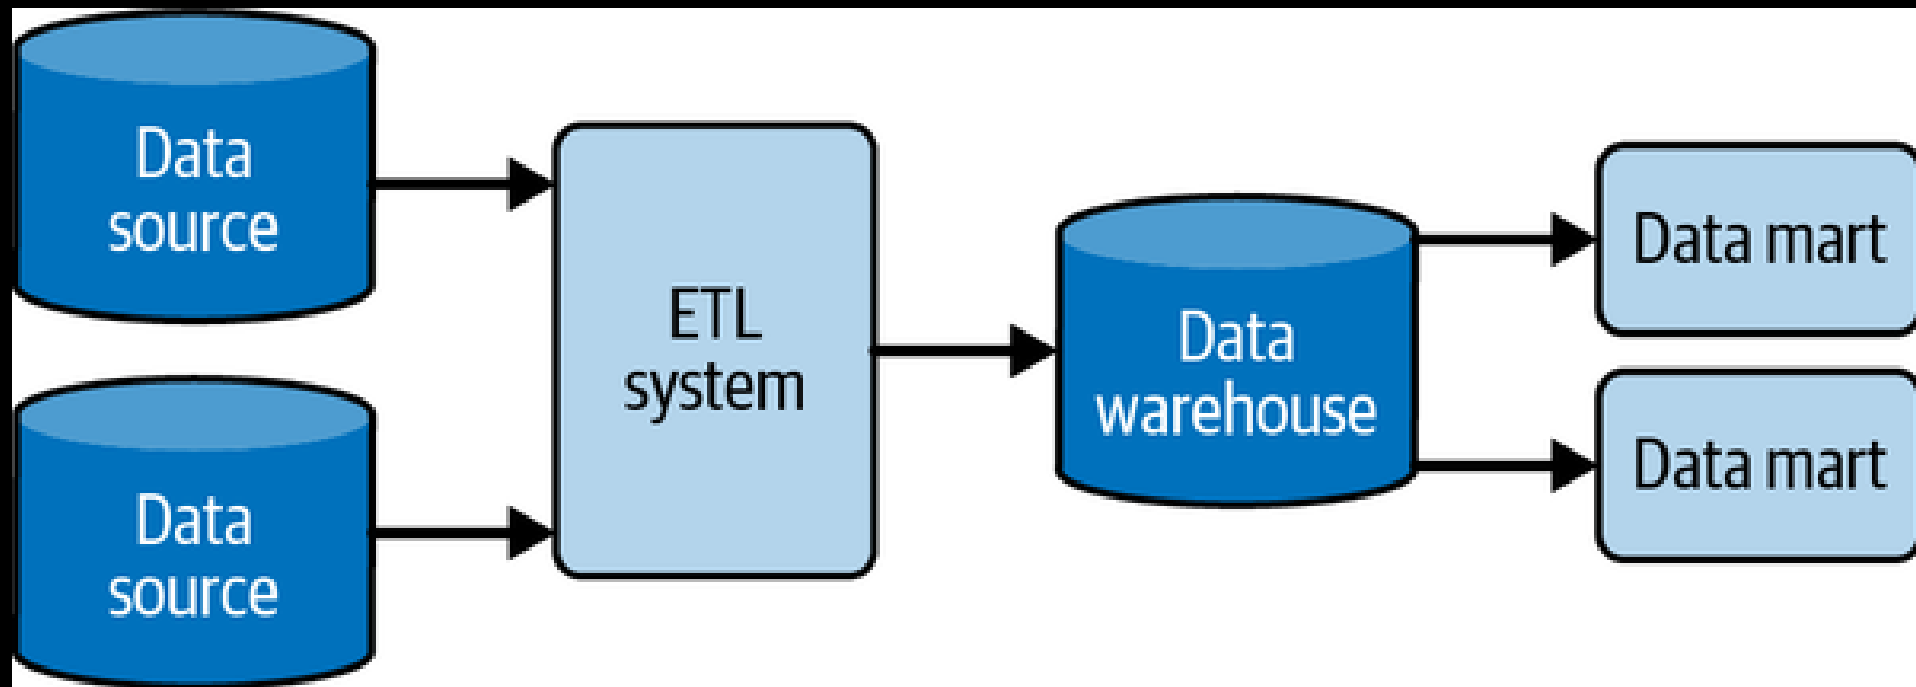 Data
source
Data
source
ETL
system
Data
warehouse
Data mart
Data mart